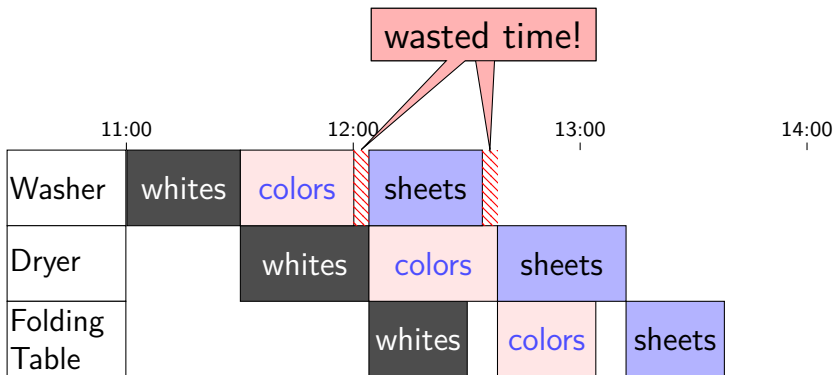 wasted time!
11:00 12:00 13:00 14:00
Washer whites colors sheets
Dryer whites colors sheets
Folding
Table whites colors sheets